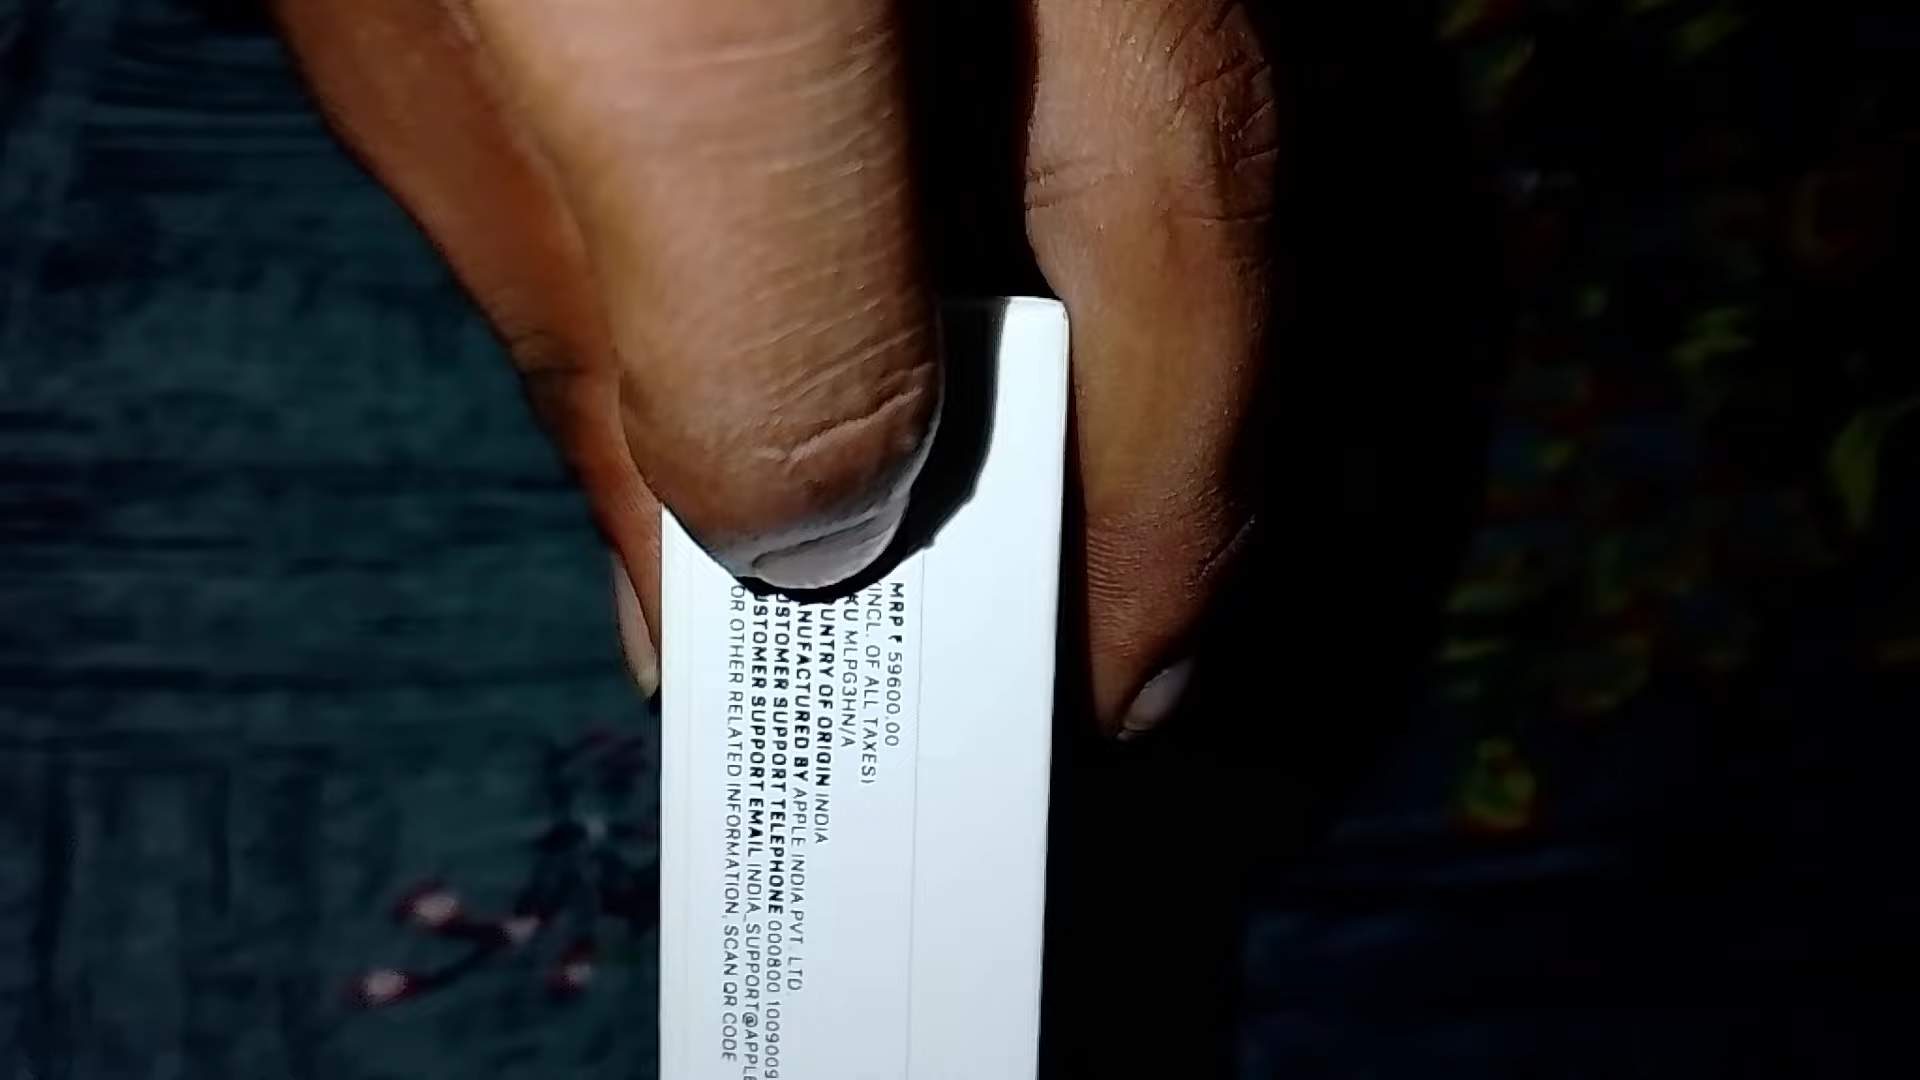 MRP ₹ 59600.00
(INCL. OF ALL TAXES)
KU MLPG3HN/A
UNTRY OF ORIGIN INDIA
ANUFACTURED BY APPLE INDIA PVT. LTD.
USTOMER SUPPORT TELEPHONE 000800 1009009
USTOMER SUPPORT EMAIL INDIA_SUPPORT@APPLE
OR OTHER RELATED INFORMATION, SCAN QR CODE